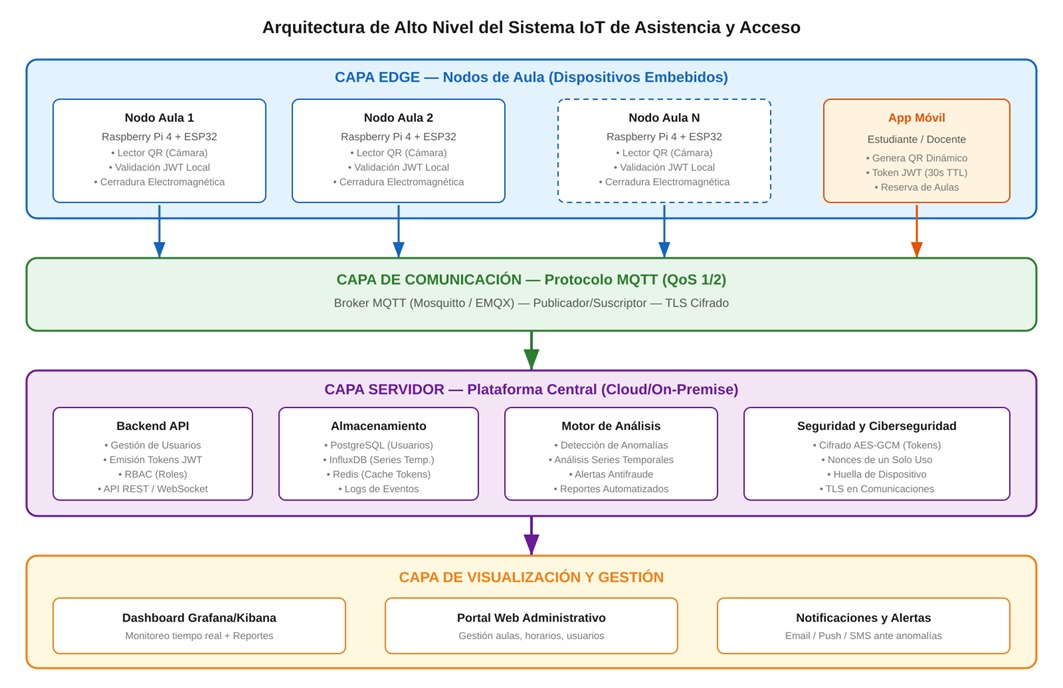 Arquitectura de Alto Nivel del Sistema IoT de Asistencia y Acceso
CAPA EDGE — Nodos de Aula (Dispositivos Embebidos)
Nodo Aula 1
Raspberry Pi 4 + ESP32
• Lector QR (Cámara)
• Validación JWT Local
• Cerradura Electromagnética
Nodo Aula 2
Raspberry Pi 4 + ESP32
• Lector QR (Cámara)
• Validación JWT Local
• Cerradura Electromagnética
Nodo Aula N
Raspberry Pi 4 + ESP32
• Lector QR (Cámara)
• Validación JWT Local
• Cerradura Electromagnética
App Móvil
Estudiante / Docente
• Genera QR Dinámico
• Token JWT (30s TTL)
• Reserva de Aulas
CAPA DE COMUNICACIÓN — Protocolo MQTT (QoS 1/2)
Broker MQTT (Mosquitto / EMQX) — Publicador/Suscriptor — TLS Cifrado
CAPA SERVIDOR — Plataforma Central (Cloud/On-Premise)
Backend API
• Gestión de Usuarios
• Emisión Tokens JWT
• RBAC (Roles)
• API REST / WebSocket
Almacenamiento
• PostgreSQL (Usuarios)
• InfluxDB (Series Temp.)
• Redis (Cache Tokens)
• Logs de Eventos
Motor de Análisis
• Detección de Anomalías
• Análisis Series Temporales
• Alertas Antifraude
• Reportes Automatizados
Seguridad y Ciberseguridad
• Cifrado AES-GCM (Tokens)
• Nonces de un Solo Uso
• Huella de Dispositivo
• TLS en Comunicaciones
CAPA DE VISUALIZACIÓN Y GESTIÓN
Dashboard Grafana/Kibana
Monitoreo tiempo real + Reportes
Portal Web Administrativo
Gestión aulas, horarios, usuarios
Notificaciones y Alertas
Email / Push / SMS ante anomalías